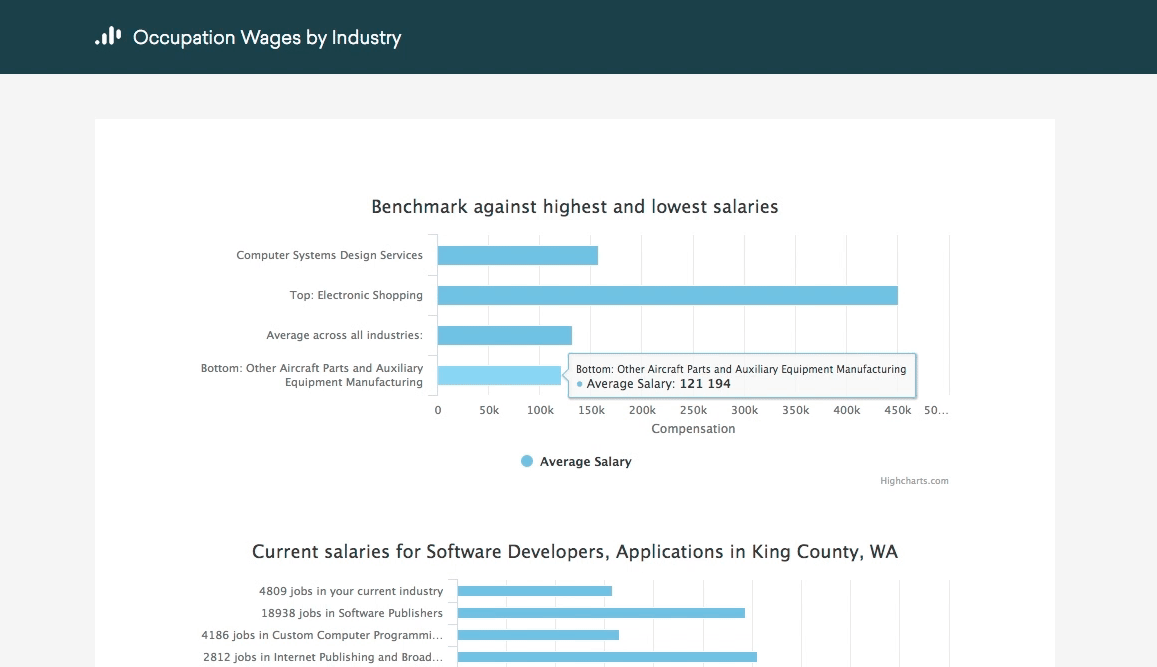 Occupation Wages by Industry
Benchmark against highest and lowest salaries
Computer Systems Design Services
Top: Electronic Shopping
Average across all industries:
Bottom: Other Aircraft Parts and Auxiliary
Equipment Manufacturing
Bottom: Other Aircraft Parts and Auxiliary Equipment Manufacturing
Average Salary: 121 194
0 50k 100k 150k 200k 250k 300k 350k 400k 450k 50...
Compensation
Average Salary
Highcharts.com
Current salaries for Software Developers, Applications in King County, WA
4809 jobs in your current industry
18938 jobs in Software Publishers
4186 jobs in Custom Computer Programmi...
2812 jobs in Internet Publishing and Broad...